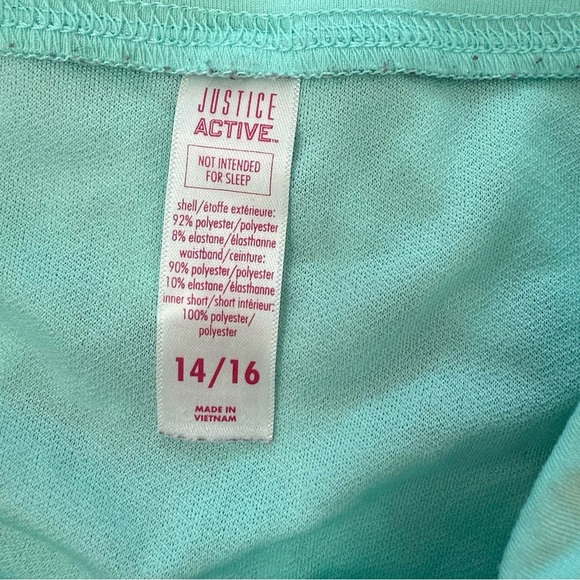 JUSTICE
ACTIVE™
NOT INTENDED
FOR SLEEP
shell/étoffe extérieure:
92% polyester/polyester
8% elastane/élasthanne
waistband/ceinture:
90% polyester/polyester
10% elastane/élasthanne
inner short/short intérieur:
100% polyester/
polyester
14/16
MADE IN
VIETNAM